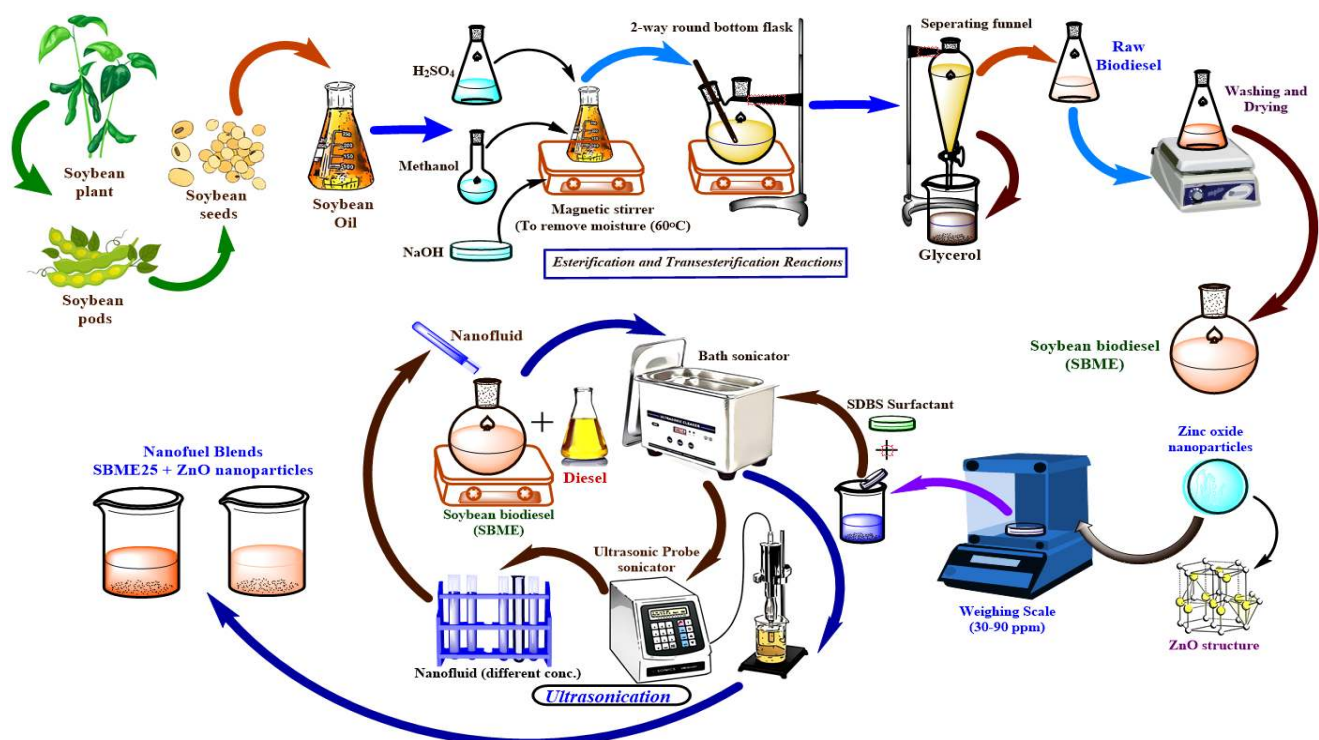 2-way round bottom flask
Seperating funnel
H₂SO₄
Raw
Biodiesel
Washing and
Drying
Methanol
Soybean
plant
Soybean
seeds
Soybean
Oil
Magnetic stirrer
(To remove moisture (60oC)
NaOH
Esterification and Transesterification Reactions
Glycerol
Soybean
pods
Soybean biodiesel
(SBME)
Nanofluid
Bath sonicator
SDBS Surfactant
Zinc oxide
nanoparticles
Nanofuel Blends
SBME25 + ZnO nanoparticles
+
Diesel
Soybean biodiesel
(SBME)
Ultrasonic Probe
sonicator
Weighing Scale
(30-90 ppm)
ZnO structure
Nanofluid (different conc.)
Ultrasonication